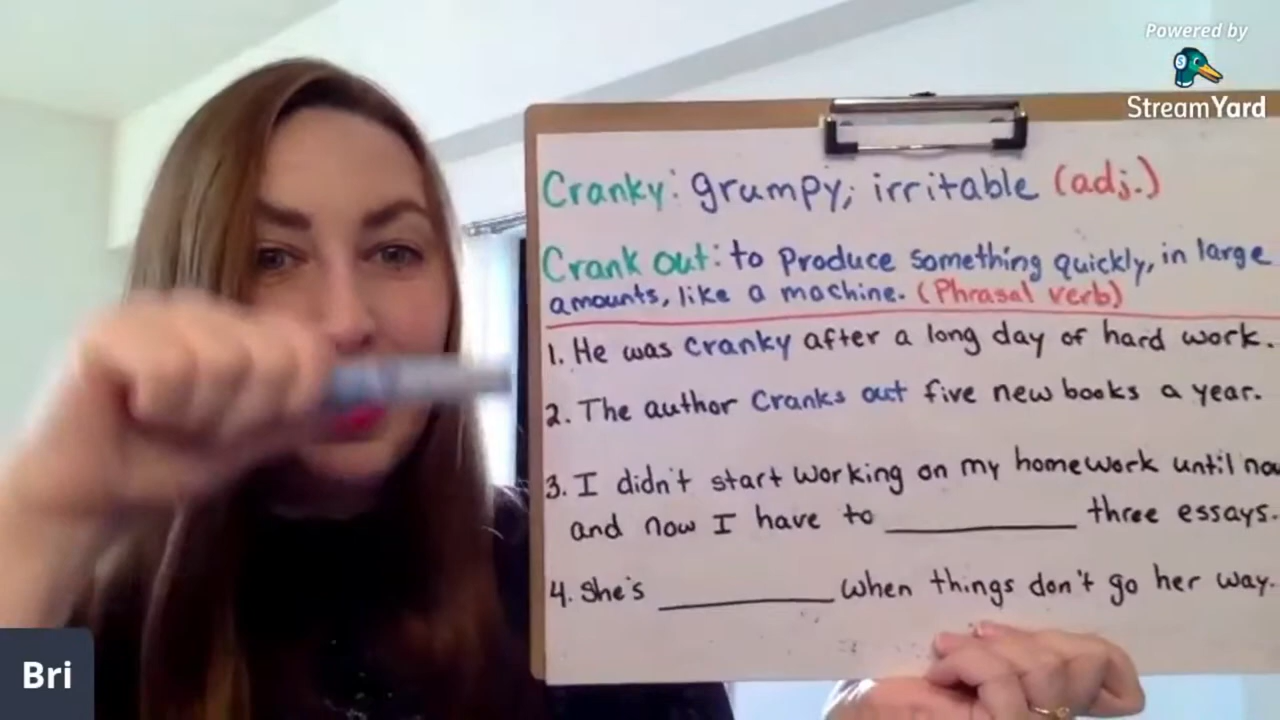 Powered by
StreamYard
Cranky: grumpy; irritable (adj.)
Crank out: to produce something quickly, in large
amounts, like a machine. (Phrasal verb)
1. He was cranky after a long day of hard work.
2. The author Cranks out five new books a year.
3. I didn't start working on my homework until now
and now I have to ____________ three essays.
4. She's ____________ when things don't go her way.
Bri